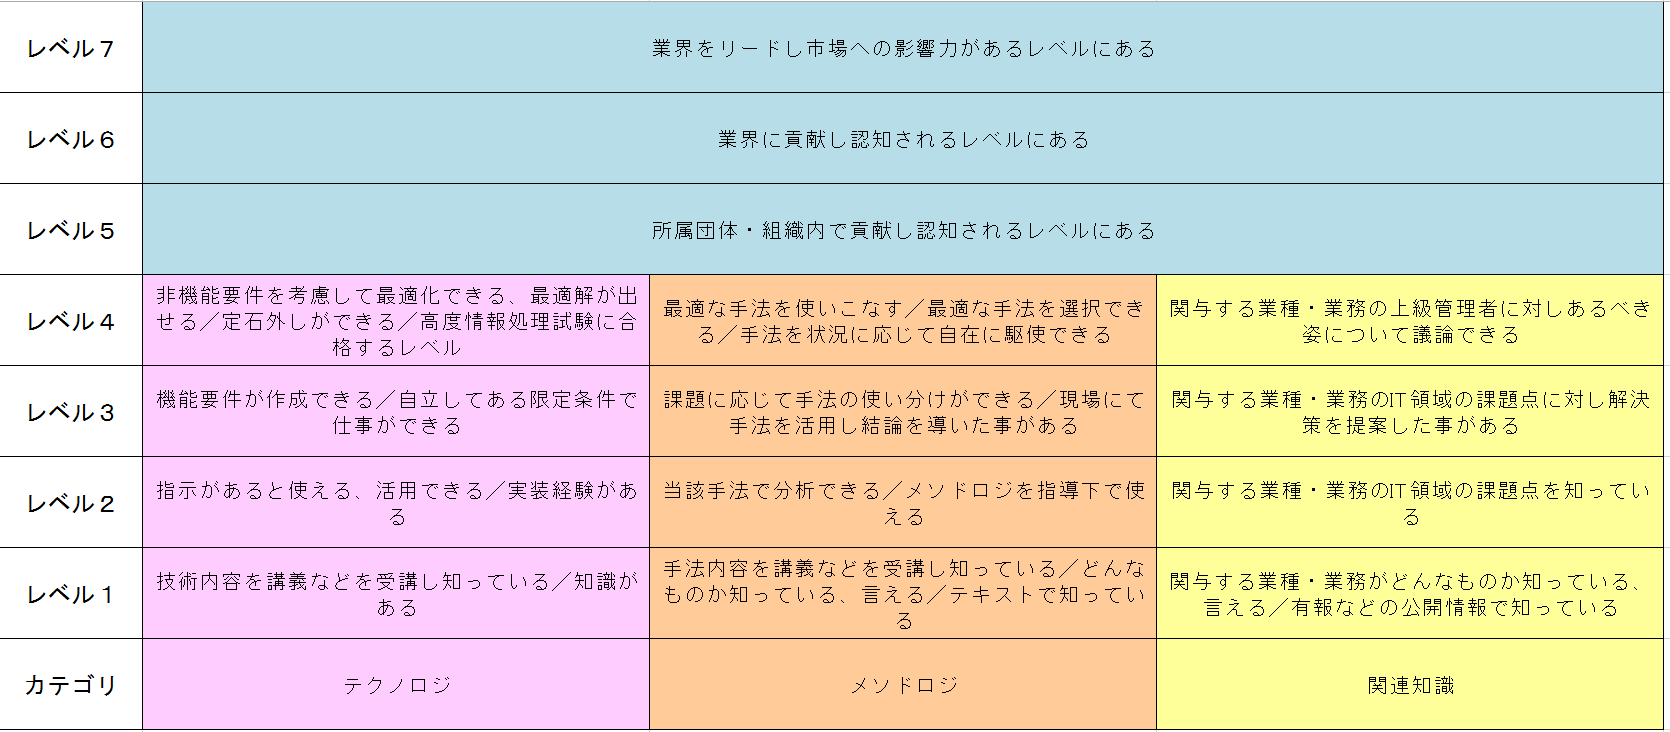 レベル７
業界をリードし市場への影響力があるレベルにある
レベル６
業界に貢献し認知されるレベルにある
レベル５
所属団体・組織内で貢献し認知されるレベルにある
レベル４
非機能要件を考慮して最適化できる、最適解が出
せる／定石外しができる／高度情報処理試験に合
格するレベル
最適な手法を使いこなす／最適な手法を選択でき
る／手法を状況に応じて自在に駆使できる
関与する業種・業務の上級管理者に対しあるべき
姿について議論できる
レベル３
機能要件が作成できる／自立してある限定条件で
仕事ができる
課題に応じて手法の使い分けができる／現場にて
手法を活用し結論を導いた事がある
関与する業種・業務のIT領域の課題点に対し解決
策を提案した事がある
レベル２
指示があると使える、活用できる／実装経験があ
る
当該手法で分析できる／メソドロジを指導下で使
える
関与する業種・業務のIT領域の課題点を知ってい
る
レベル１
技術内容を講義などを受講し知っている／知識が
ある
手法内容を講義などを受講し知っている／どんな
ものか知っている、言える／テキストで知ってい
る
関与する業種・業務がどんなものか知っている、
言える／有報などの公開情報で知っている
カテゴリ
テクノロジ
メソドロジ
関連知識